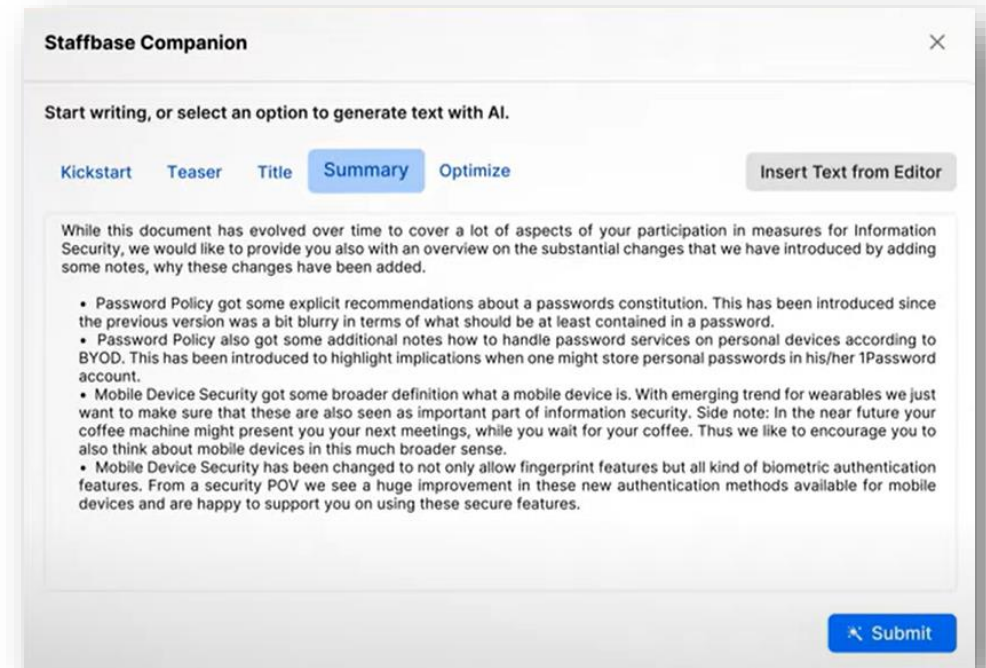 Staffbase Companion
Start writing, or select an option to generate text with AI.
Kickstart Teaser Title Summary Optimize Insert Text from Editor
While this document has evolved over time to cover a lot of aspects of your participation in measures for Information
Security, we would like to provide you also with an overview on the substantial changes that we have introduced by adding
some notes, why these changes have been added.
• Password Policy got some explicit recommendations about a passwords constitution. This has been introduced since
the previous version was a bit blurry in terms of what should be at least contained in a password.
• Password Policy also got some additional notes how to handle password services on personal devices according to
BYOD. This has been introduced to highlight implications when one might store personal passwords in his/her 1Password
account.
• Mobile Device Security got some broader definition what a mobile device is. With emerging trend for wearables we just
want to make sure that these are also seen as important part of information security. Side note: In the near future your
coffee machine might present you your next meetings, while you wait for your coffee. Thus we like to encourage you to
also think about mobile devices in this much broader sense.
• Mobile Device Security has been changed to not only allow fingerprint features but all kind of biometric authentication
features. From a security POV we see a huge improvement in these new authentication methods available for mobile
devices and are happy to support you on using these secure features.
Submit